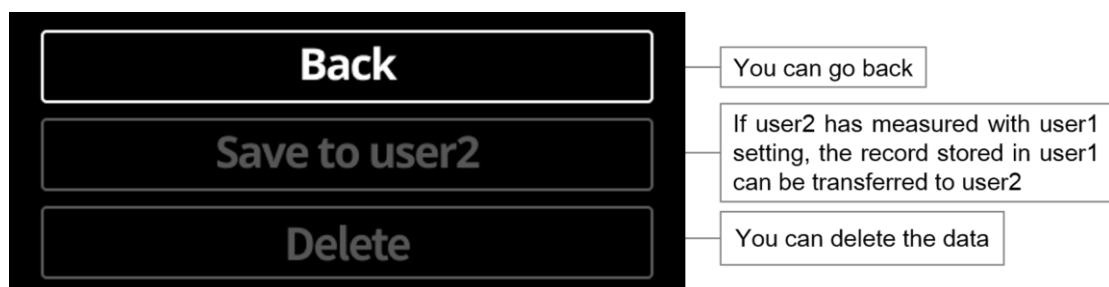 Back
You can go back
Save to user2
If user2 has measured with user1
setting, the record stored in user1
can be transferred to user2
Delete
You can delete the data